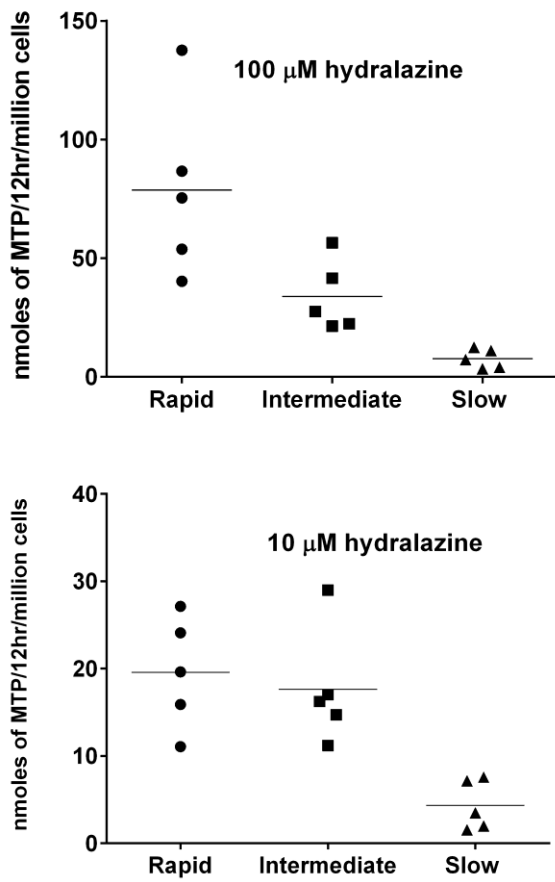 nmoles of MTP/12hr/million cells
150
100 μM hydralazine
100
50
0
Rapid Intermediate Slow
nmoles of MTP/12hr/million cells
40
10 μM hydralazine
30
20
10
0
Rapid Intermediate Slow